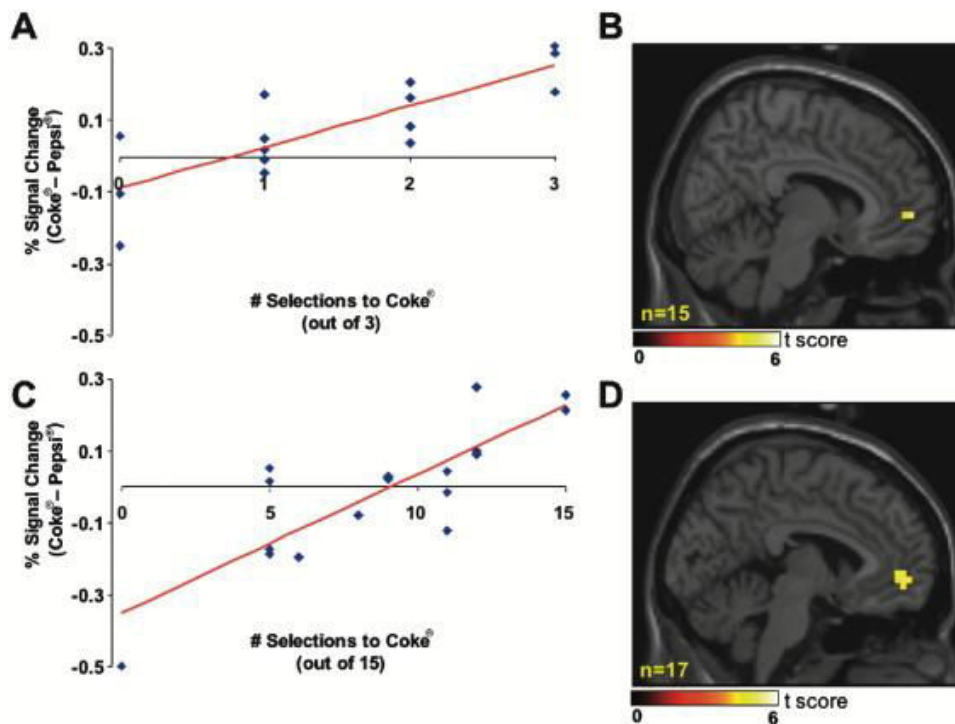 A
0.3
0.1
-0.1
-0.3
-0.5
% Signal Change
(Coke® – Pepsi®)
0
1
2
3
# Selections to Coke®
(out of 3)
B
n=15
0
6
t score
C
0.3
0.1
-0.1
-0.3
-0.5
% Signal Change
(Coke® – Pepsi®)
0
5
10
15
# Selections to Coke®
(out of 15)
D
n=17
0
6
t score